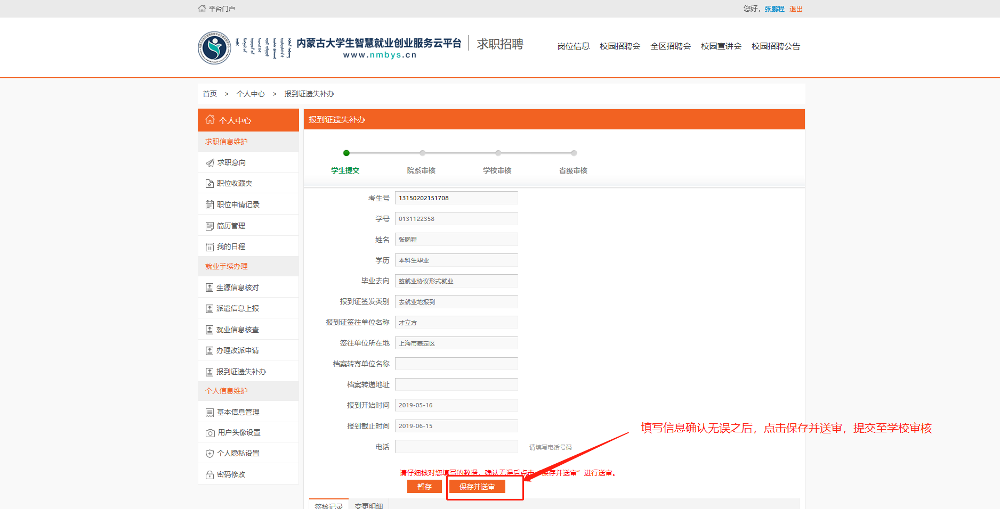 平台门户
您好，张鹏程 退出
内蒙古大学生智慧就业创业服务云平台
www.nmbys.cn
求职招聘
岗位信息 校园招聘会 全区招聘会 校园宣讲会 校园招聘公告
首页 > 个人中心 > 报到证遗失补办
个人中心
求职信息维护
求职意向
职位收藏夹
职位申请记录
简历管理
我的日程
就业手续办理
生源信息核对
派遣信息上报
就业信息核查
办理改派申请
报到证遗失补办
个人信息维护
基本信息管理
用户头像设置
个人隐私设置
密码修改
报到证遗失补办
学生提交 院系审核 学校审核 省级审核
考生号 13150202151708
学号 0131122358
姓名 张鹏程
学历 本科生毕业
毕业去向 签就业协议形式就业
报到证签发类别 去就业地报到
报到证签往单位名称 才立方
签往单位所在地 上海市嘉定区
档案转寄单位名称
档案转递地址
报到开始时间 2019-05-16
报到截止时间 2019-06-15
电话 请填写电话号码
填写信息确认无误之后，点击保存并送审，提交至学校审核
请仔细核对您填写的数据，确认无误后点击“保存并送审”进行送审。
暂存 保存并送审
签核记录 变更明细